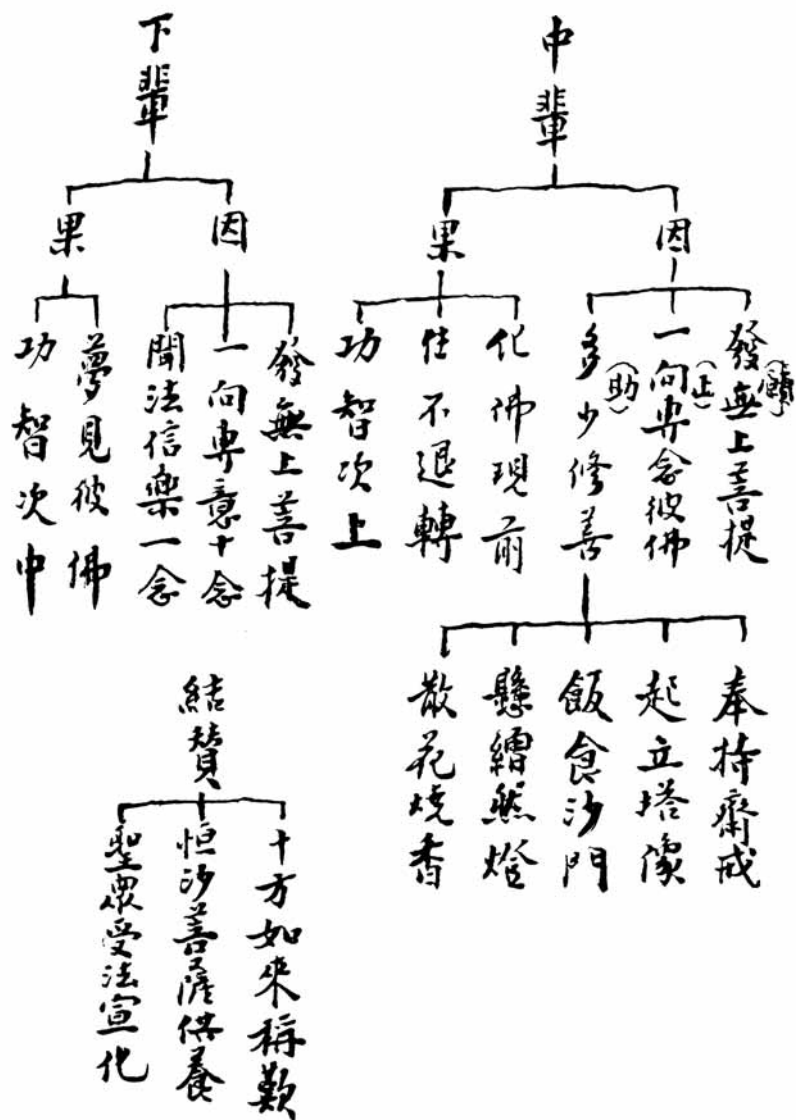 中輩
因
發無上菩提
(願)
一向專念彼佛
(正)
多少修善
(助)
奉持齋戒
起立塔像
飯食沙門
懸繒然燈
散花燒香
果
化佛現前
住不退轉
功智次上
下輩
因
發無上菩提
一向專意十念
聞法信樂一念
果
夢見彼佛
功智次中
結贊
十方如來稱歎
恒沙菩薩供養
聖眾受法宣化